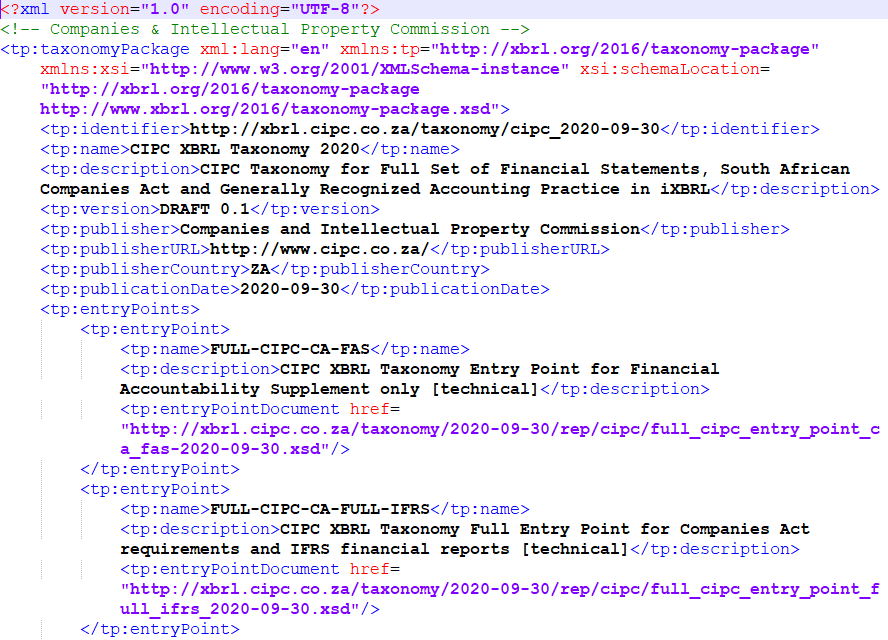 <?xml version="1.0" encoding="UTF-8"?>
<!-- Companies & Intellectual Property Commission -->
<tp:taxonomyPackage xml:lang="en" xmlns:tp="http://xbrl.org/2016/taxonomy-package"
xmlns:xsi="http://www.w3.org/2001/XMLSchema-instance" xsi:schemaLocation=
"http://xbrl.org/2016/taxonomy-package
http://www.xbrl.org/2016/taxonomy-package.xsd">
<tp:identifier>http://xbrl.cipc.co.za/taxonomy/cipc_2020-09-30</tp:identifier>
<tp:name>CIPC XBRL Taxonomy 2020</tp:name>
<tp:description>CIPC Taxonomy for Full Set of Financial Statements, South African
Companies Act and Generally Recognized Accounting Practice in iXBRL</tp:description>
<tp:version>DRAFT 0.1</tp:version>
<tp:publisher>Companies and Intellectual Property Commission</tp:publisher>
<tp:publisherURL>http://www.cipc.co.za/</tp:publisherURL>
<tp:publisherCountry>ZA</tp:publisherCountry>
<tp:publicationDate>2020-09-30</tp:publicationDate>
<tp:entryPoints>
<tp:entryPoint>
<tp:name>FULL-CIPC-CA-FAS</tp:name>
<tp:description>CIPC XBRL Taxonomy Entry Point for Financial
Accountability Supplement only [technical]</tp:description>
<tp:entryPointDocument href=
"http://xbrl.cipc.co.za/taxonomy/2020-09-30/rep/cipc/full_cipc_entry_point_c
a_fas-2020-09-30.xsd"/>
</tp:entryPoint>
<tp:entryPoint>
<tp:name>FULL-CIPC-CA-FULL-IFRS</tp:name>
<tp:description>CIPC XBRL Taxonomy Full Entry Point for Companies Act
requirements and IFRS financial reports [technical]</tp:description>
<tp:entryPointDocument href=
"http://xbrl.cipc.co.za/taxonomy/2020-09-30/rep/cipc/full_cipc_entry_point_f
ull_ifrs_2020-09-30.xsd"/>
</tp:entryPoint>